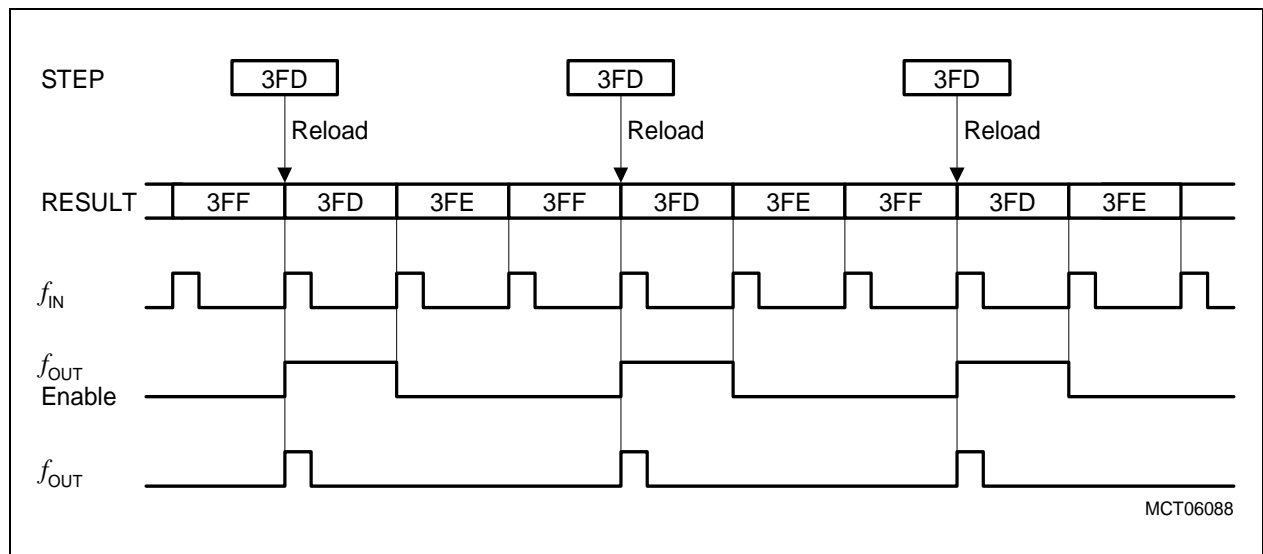 STEP 3FD 3FD 3FD
Reload Reload Reload
RESULT 3FF 3FD 3FE 3FF 3FD 3FE 3FF 3FD 3FE
fIN
fOUT
Enable
fOUT
MCT06088